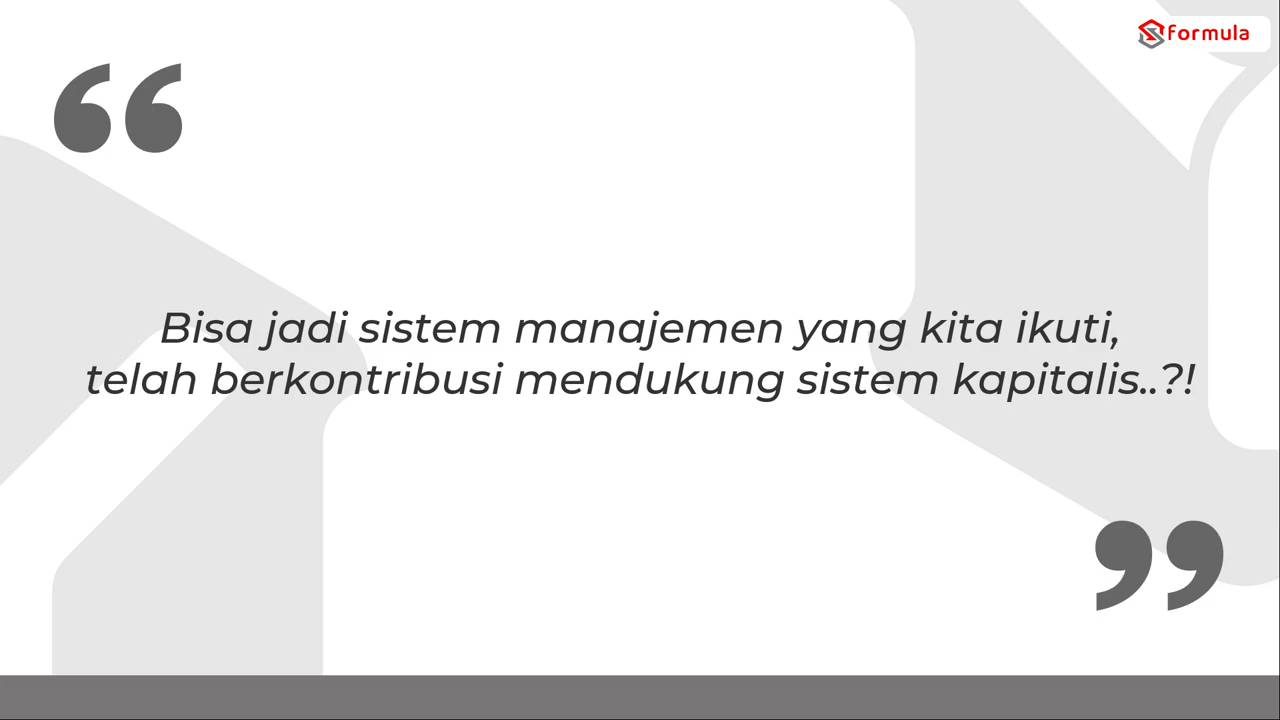 formula
“
Bisa jadi sistem manajemen yang kita ikuti,
telah berkontribusi mendukung sistem kapitalis..?!
”